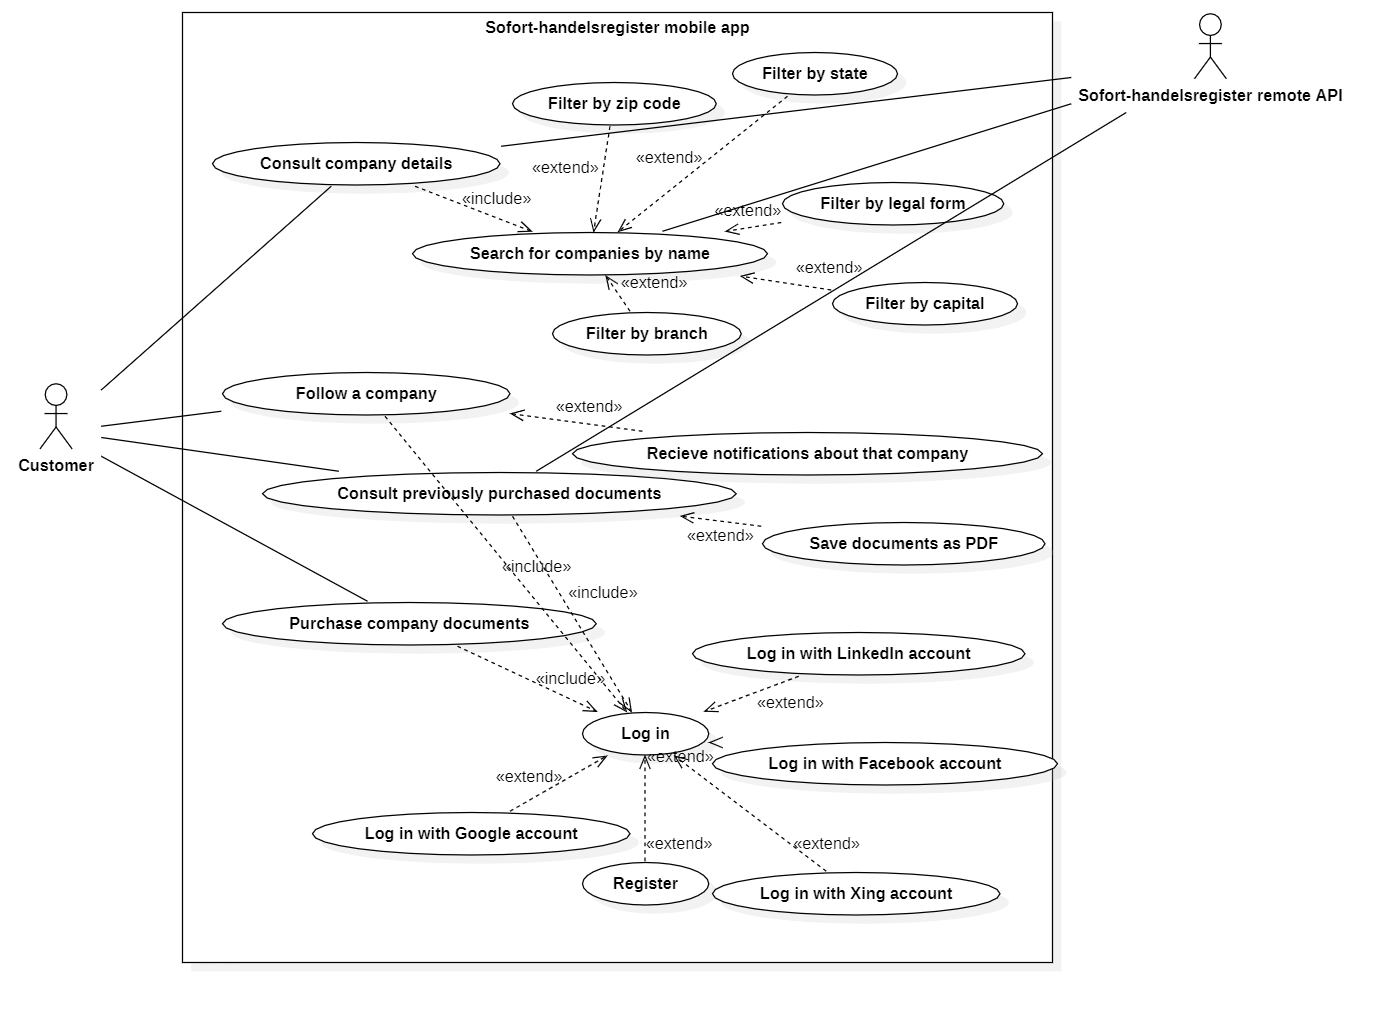 Sofort-handelsregister mobile app
Filter by state
Filter by zip code
Sofort-handelsregister remote API
Consult company details
«extend»
«extend»
«include»
Filter by legal form
«extend»
Search for companies by name
«extend»
«extend»
Filter by capital
Filter by branch
Follow a company
«extend»
Recieve notifications about that company
Customer
Consult previously purchased documents
«extend»
Save documents as PDF
«include»
«include»
Purchase company documents
Log in with LinkedIn account
«include»
«extend»
Log in
«extend»
Log in with Facebook account
«extend»
Log in with Google account
«extend»
«extend»
Register
Log in with Xing account